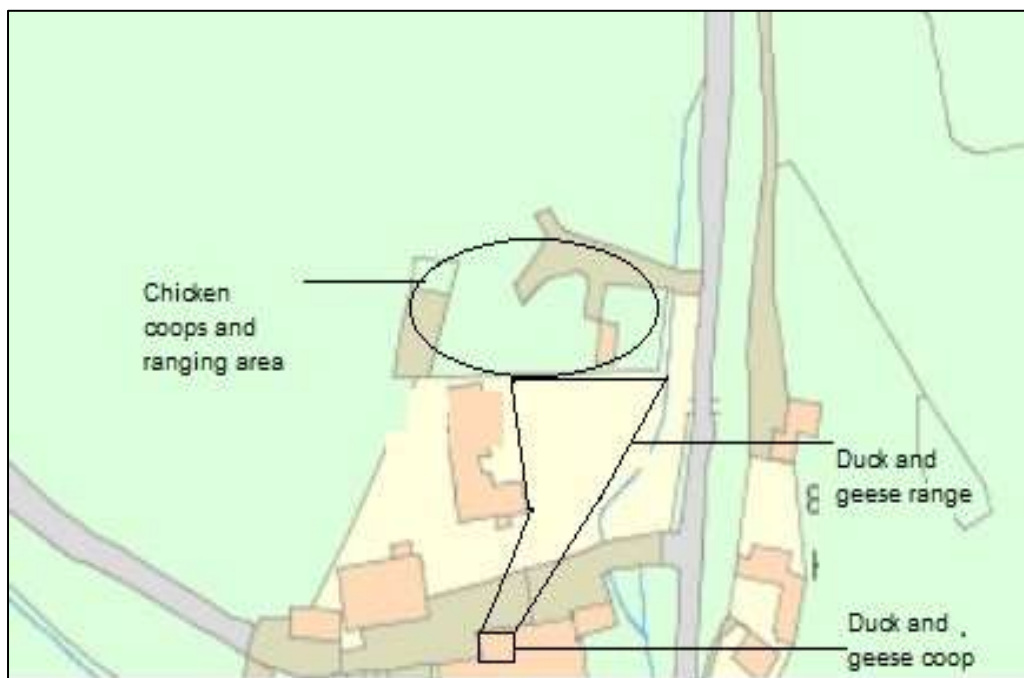 Chicken
coops and
ranging area
Duck and
geese range
Duck and
geese coop